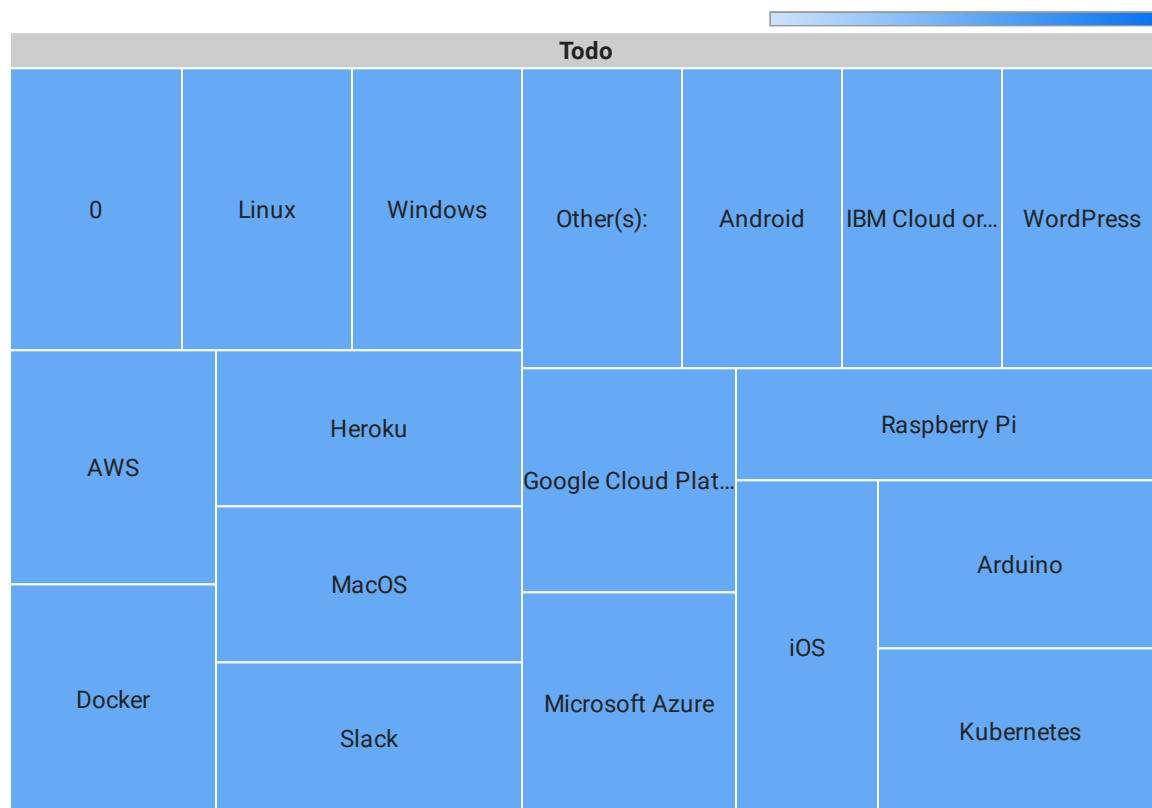 Todo
0
Linux
Windows
Other(s):
Android
IBM Cloud or...
WordPress
AWS
Heroku
Google Cloud Plat...
Raspberry Pi
MacOS
iOS
Arduino
Docker
Slack
Microsoft Azure
Kubernetes